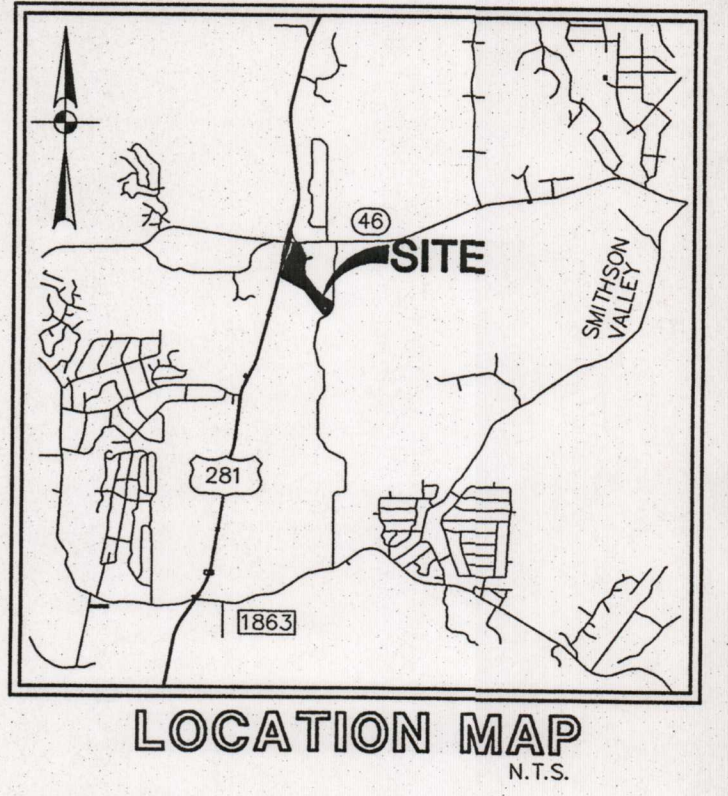 46
SITE
SMITHSON
VALLEY
281
1863
LOCATION MAP
N.T.S.